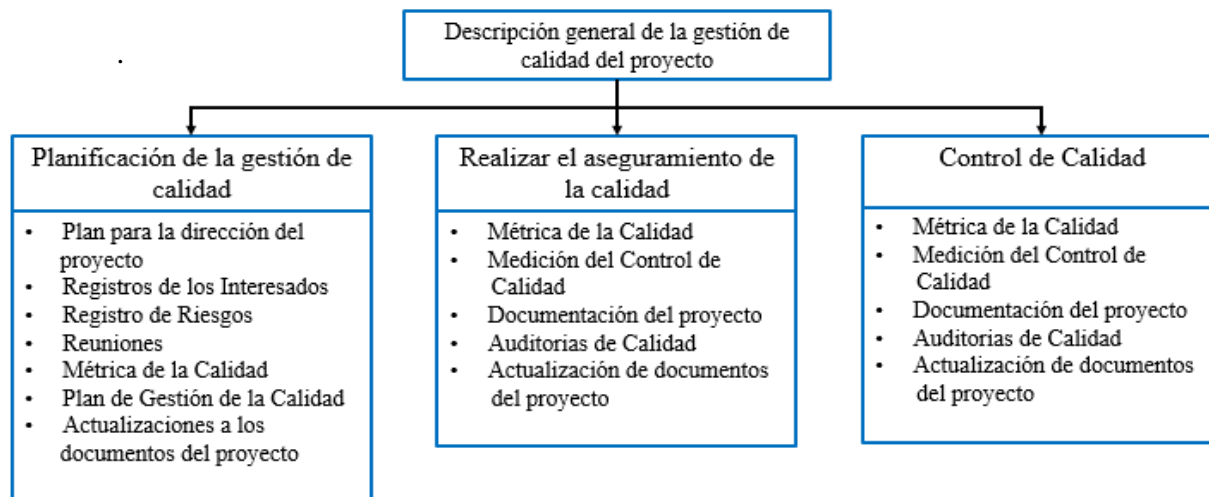 Descripción general de la gestión de
calidad del proyecto
Planificación de la gestión de
calidad
• Plan para la dirección del
proyecto
• Registros de los Interesados
• Registro de Riesgos
• Reuniones
• Métrica de la Calidad
• Plan de Gestión de la Calidad
• Actualizaciones a los
documentos del proyecto
Realizar el aseguramiento de
la calidad
• Métrica de la Calidad
• Medición del Control de
Calidad
• Documentación del proyecto
• Auditorias de Calidad
• Actualización de documentos
del proyecto
Control de Calidad
• Métrica de la Calidad
• Medición del Control de
Calidad
• Documentación del proyecto
• Auditorias de Calidad
• Actualización de documentos
del proyecto